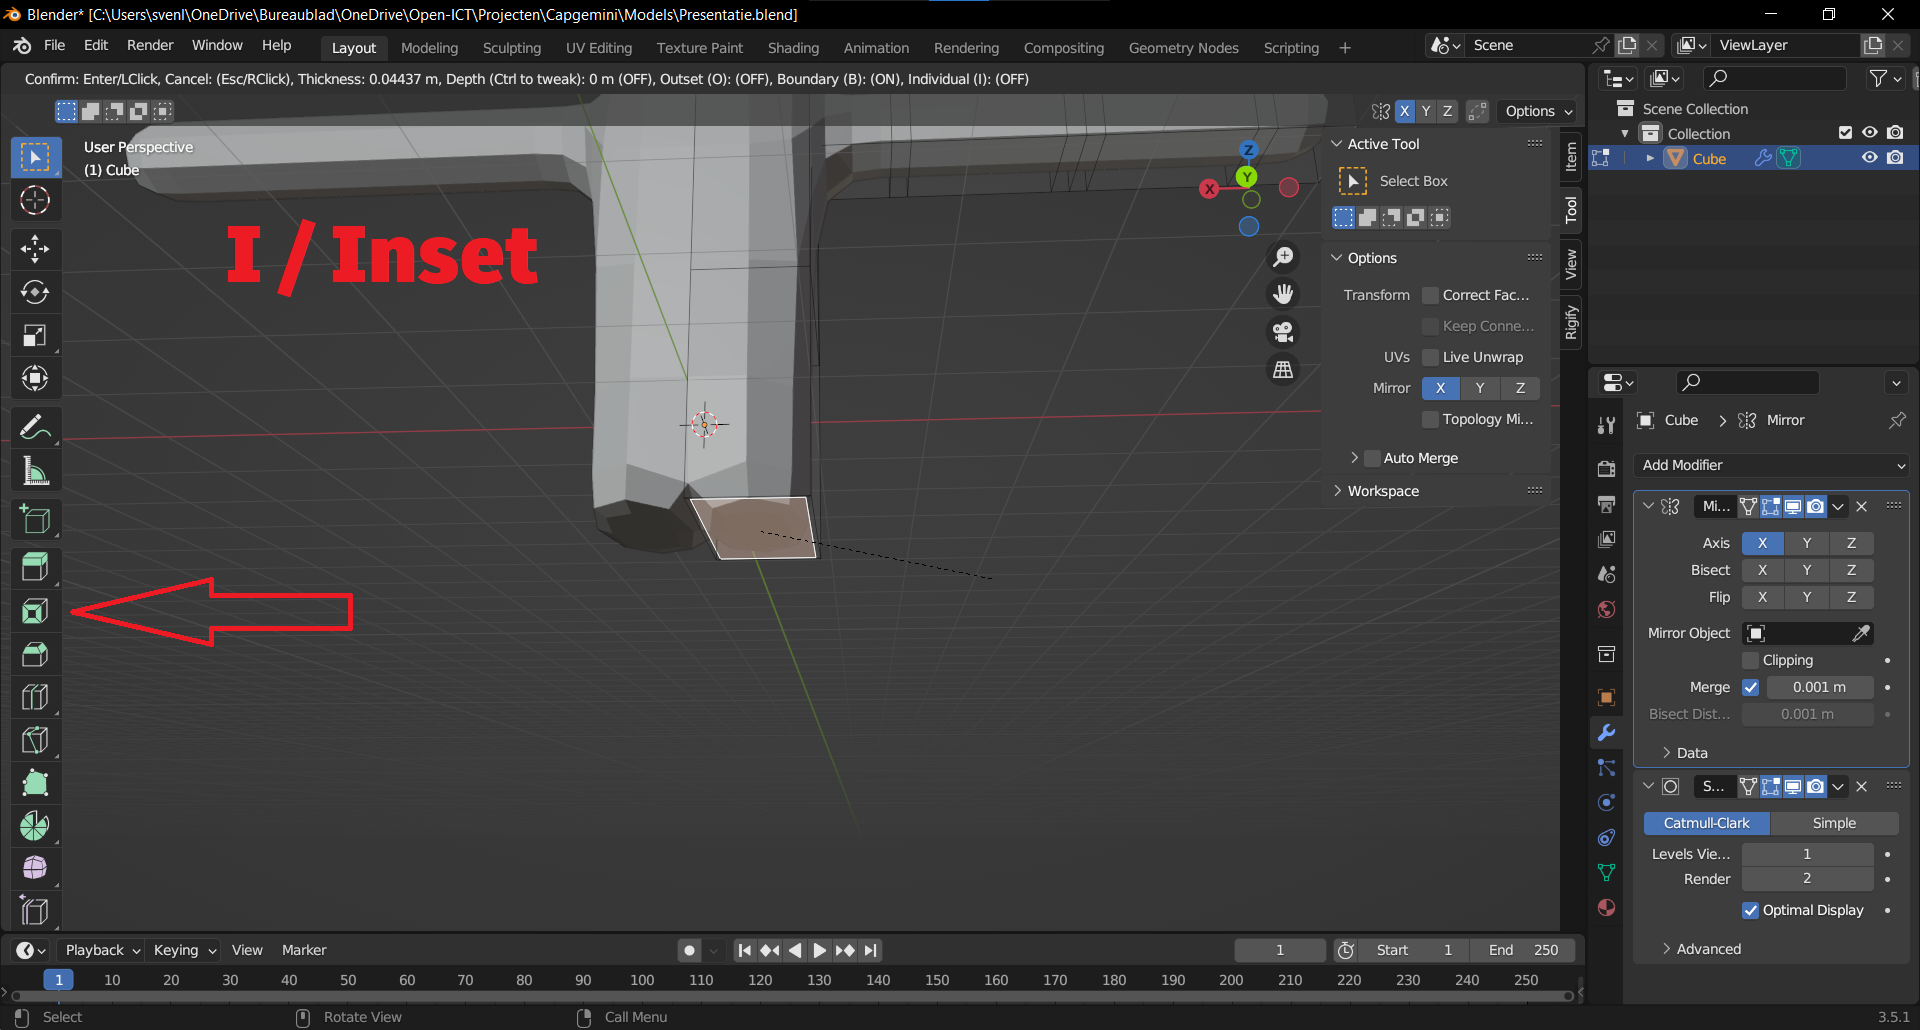 Blender* [C:\Users\svenl\OneDrive\Bureaublad\OneDrive\Open-ICT\Projecten\Capgemini\Models\Presentatie.blend]
File Edit Render Window Help Layout Modeling Sculpting UV Editing Texture Paint Shading Animation Rendering Compositing Geometry Nodes Scripting + Scene ViewLayer
Confirm: Enter/LClick, Cancel: (Esc/RClick), Thickness: 0.04437 m, Depth (Ctrl to tweak): 0 m (OFF), Outset (O): (OFF), Boundary (B): (ON), Individual (I): (OFF)
X Y Z Options
User Perspective
(1) Cube
I / Inset
Z
Y
X
Active Tool
Select Box
Options
Transform Correct Fac...
Keep Conne...
UVs Live Unwrap
Mirror X Y Z
Topology Mi...
Auto Merge
Workspace
Item
Tool
View
Rigify
Scene Collection
Collection
Cube
Cube > Mirror
Add Modifier
Mi...
Axis X Y Z
Bisect X Y Z
Flip X Y Z
Mirror Object
Clipping
Merge 0.001 m
Bisect Dist... 0.001 m
Data
S...
Catmull-Clark Simple
Levels Vie... 1
Render 2
Optimal Display
Advanced
Playback Keying View Marker 1 Start 1 End 250
1 10 20 30 40 50 60 70 80 90 100 110 120 130 140 150 160 170 180 190 200 210 220 230 240 250
Select Rotate View Call Menu 3.5.1